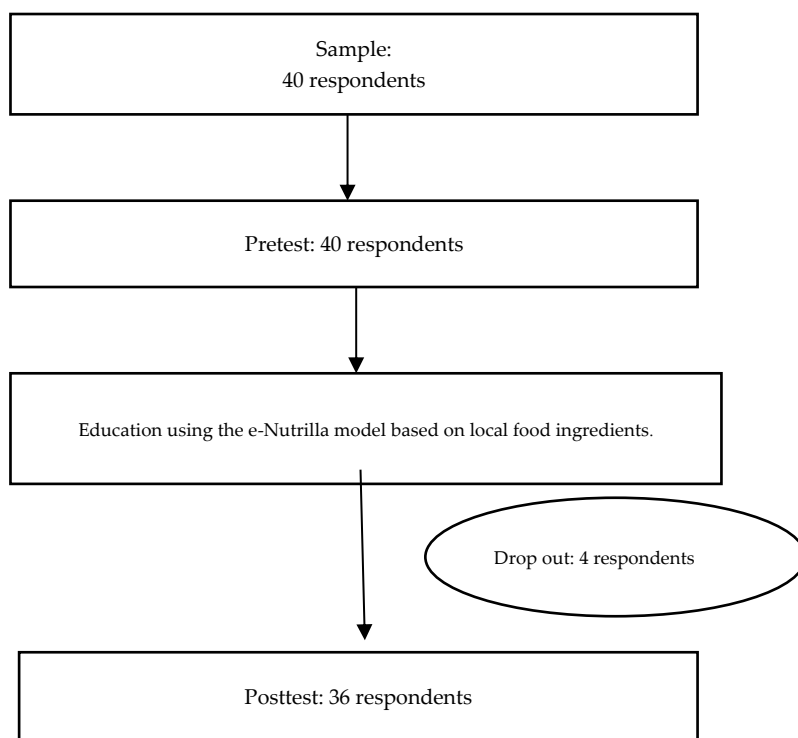 Sample:
40 respondents
Pretest: 40 respondents
Education using the e-Nutrilla model based on local food ingredients.
Drop out: 4 respondents
Posttest: 36 respondents